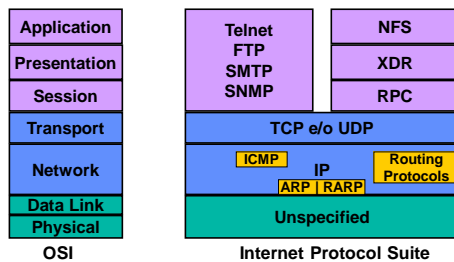 Application
Presentation
Session
Transport
Network
Data Link
Physical
OSI
Telnet
FTP
SMTP
SNMP
NFS
XDR
RPC
TCP e/o UDP
ICMP
IP
Routing
Protocols
ARP
RARP
Unspecified
Internet Protocol Suite